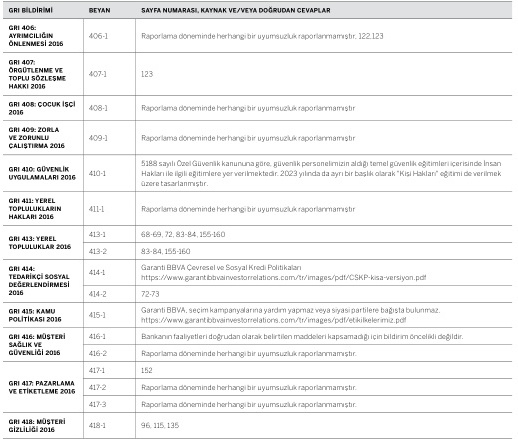 GRI BİLDİRİMİ BEYAN SAYFA NUMARASI, KAYNAK VE/VEYA DOĞRUDAN CEVAPLAR
GRI 406:
AYRIMCILIĞIN
ÖNLENMESİ 2016
406-1 Raporlama döneminde herhangi bir uyumsuzluk raporlanmamıştır, 122,123
GRI 407:
ÖRGÜTLENME VE
TOPLU SÖZLEŞME
HAKKI 2016
407-1 123
GRI 408: ÇOCUK İŞÇİ
2016
408-1 Raporlama döneminde herhangi bir uyumsuzluk raporlanmamıştır
GRI 409: ZORLA
VE ZORUNLU
ÇALIŞTIRMA 2016
409-1 Raporlama döneminde herhangi bir uyumsuzluk raporlanmamıştır
GRI 410: GÜVENLİK
UYGULAMALARI 2016
410-1
5188 sayılı Özel Güvenlik kanununa göre, güvenlik personelimizin aldığı temel güvenlik eğitimleri içerisinde İnsan
Hakları ile ilgili eğitimlere yer verilmektedir. 2023 yılında da ayrı bir başlık olarak "Kişi Hakları" eğitimi de verilmek
üzere tasarlanmıştır.
GRI 411: YEREL
TOPLULUKLARIN
HAKLARI 2016
411-1 Raporlama döneminde herhangi bir uyumsuzluk raporlanmamıştır
GRI 413: YEREL
TOPLULUKLAR 2016
413-1 68-69, 72, 83-84, 155-160
413-2 83-84, 155-160
GRI 414:
TEDARİKÇİ SOSYAL
DEĞERLENDİRMESİ
2016
414-1
Garanti BBVA Çevresel ve Sosyal Kredi Politikaları
https://www.garantibbvainvestorrelations.com/tr/images/pdf/CSKP-kisa-versiyon.pdf
414-2 72-73
GRI 415: KAMU
POLİTİKASI 2016
415-1
Garanti BBVA, seçim kampanyalarına yardım yapmaz veya siyasi partilere bağışta bulunmaz.
https://www.garantibbvainvestorrelations.com/tr/images/pdf/etikilkelerimiz.pdf
GRI 416: MÜŞTERİ
SAĞLIK VE
GÜVENLİĞİ 2016
416-1 Bankanın faaliyetleri doğrudan olarak belirtilen maddeleri kapsamadığı için bildirim öncelikli değildir.
416-2 Raporlama döneminde herhangi bir uyumsuzluk raporlanmamıştır.
GRI 417: PAZARLAMA
VE ETİKETLEME 2016
417-1 152
417-2 Raporlama döneminde herhangi bir uyumsuzluk raporlanmamıştır.
417-3 Raporlama döneminde herhangi bir uyumsuzluk raporlanmamıştır.
GRI 418: MÜŞTERİ
GİZLİLİĞİ 2016
418-1 96, 115, 135